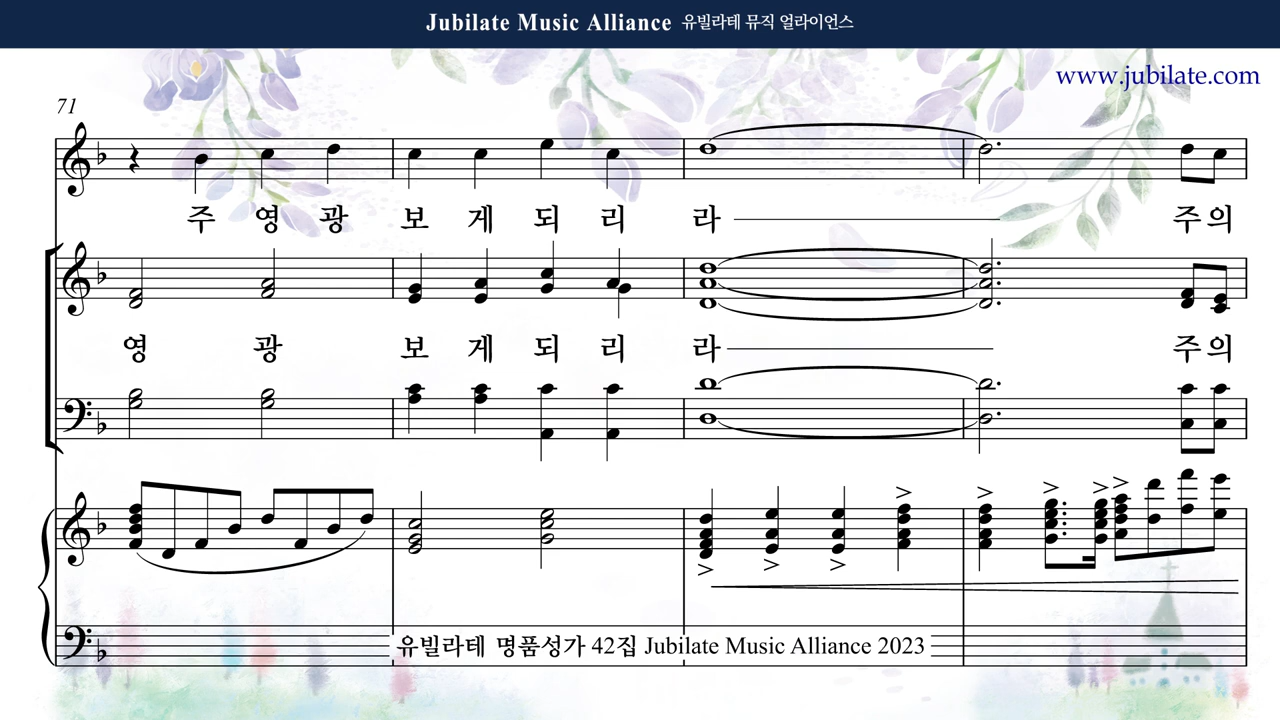 Jubilate Music Alliance 유빌라테 뮤직 얼라이언스
www.jubilate.com
71
주 영 광 보 게 되 리 라 주의
영 광 보 게 되 리 라 주의
유빌라테 명품성가 42집 Jubilate Music Alliance 2023